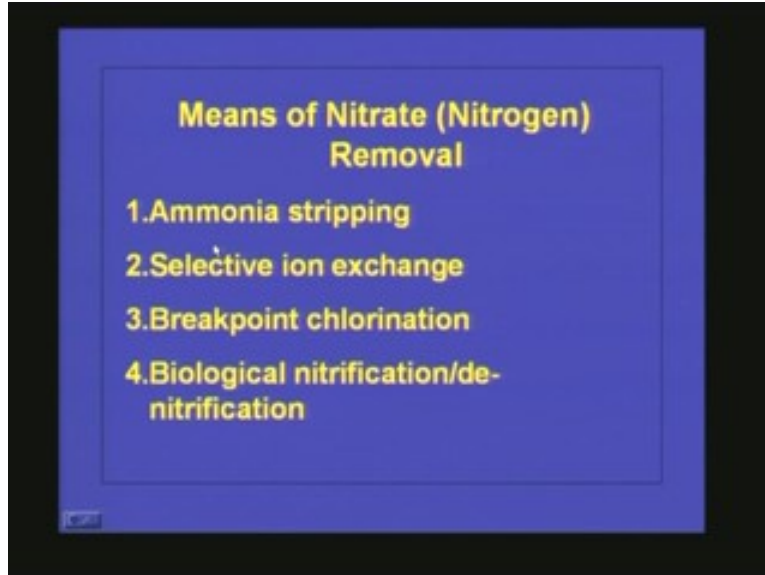 Means of Nitrate (Nitrogen)
Removal
1.Ammonia stripping
2.Selective ion exchange
3.Breakpoint chlorination
4.Biological nitrification/de-
nitrification